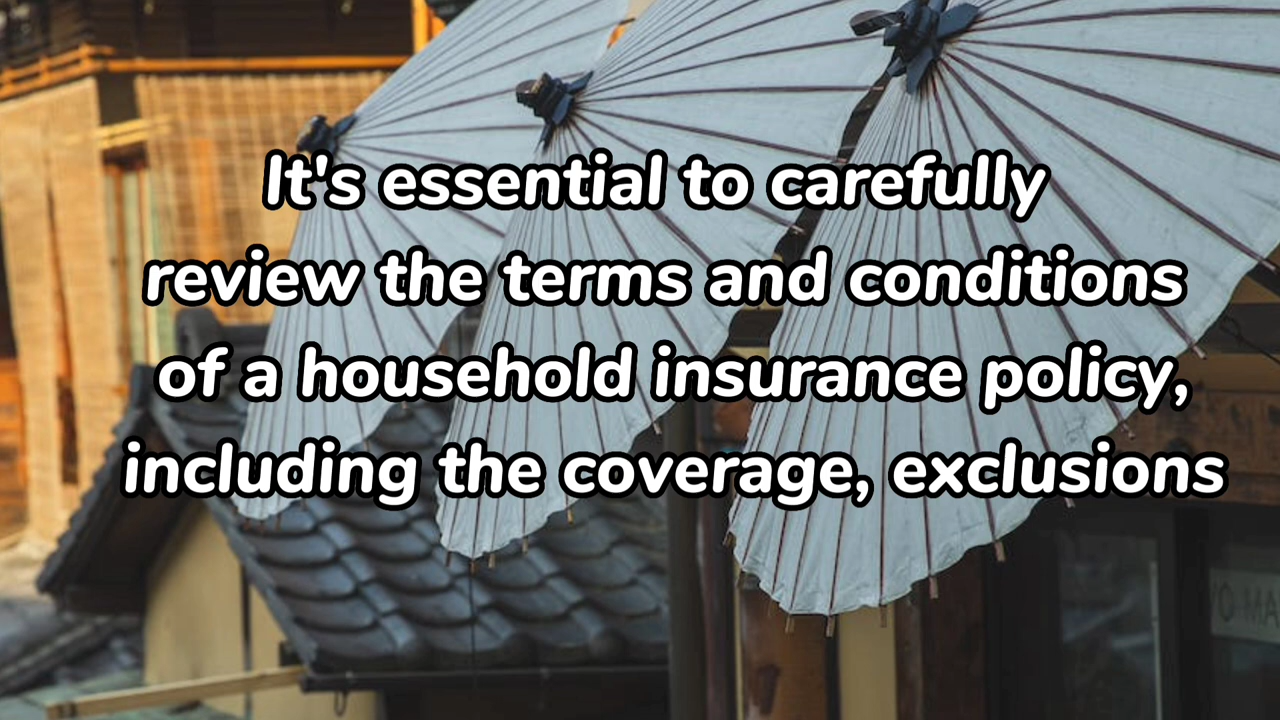 It's essential to carefully
review the terms and conditions
of a household insurance policy,
including the coverage, exclusions